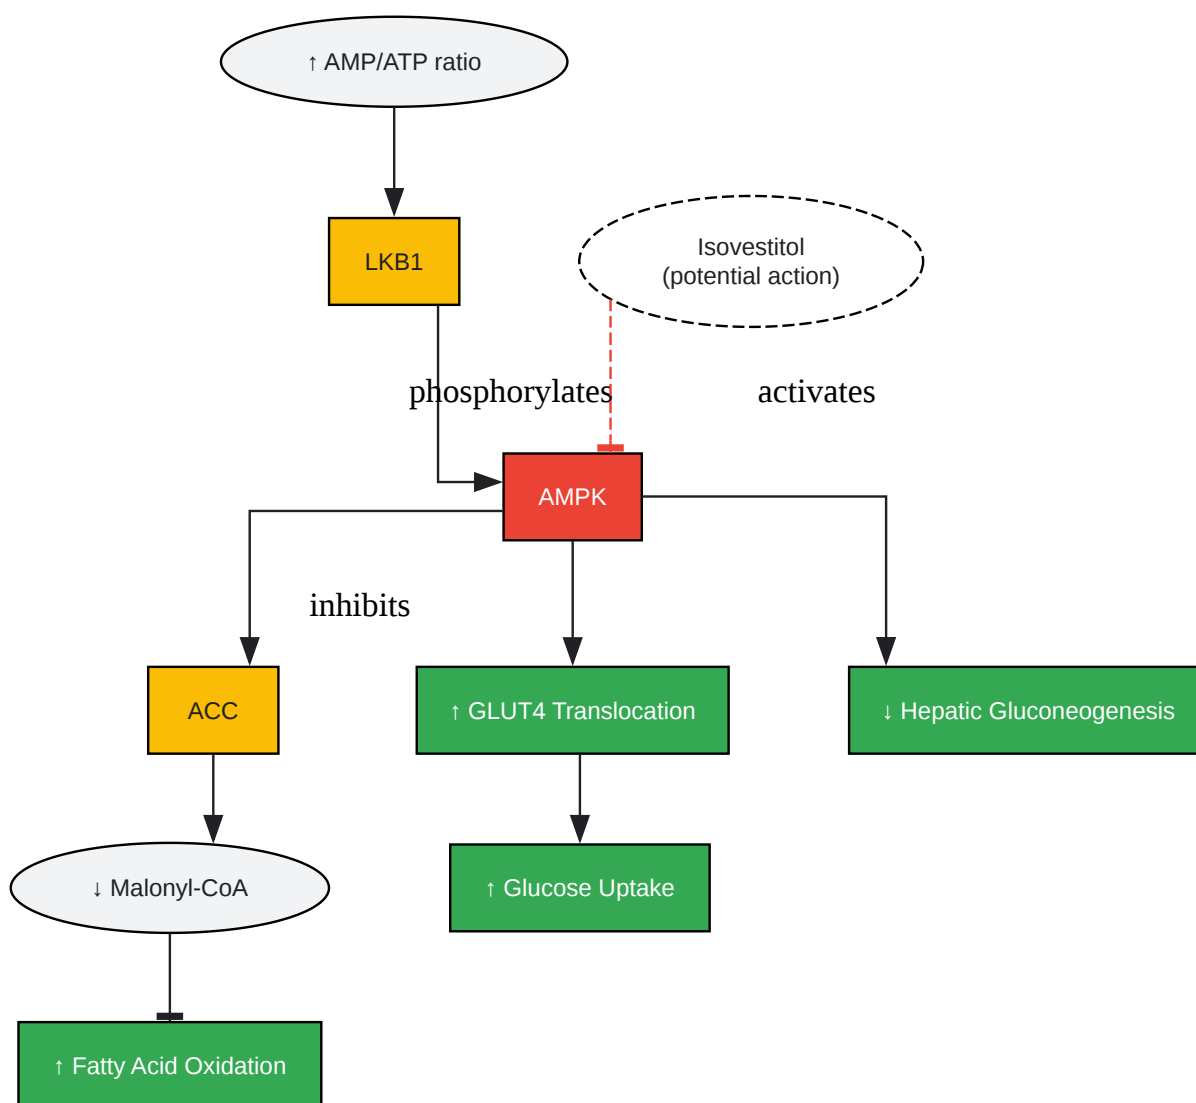 ↑ AMP/ATP ratio
LKB1
Isovestitol
(potential action)
phosphorylates
activates
AMPK
inhibits
ACC
↑ GLUT4 Translocation
↓ Hepatic Gluconeogenesis
↓ Malonyl-CoA
↑ Glucose Uptake
↑ Fatty Acid Oxidation